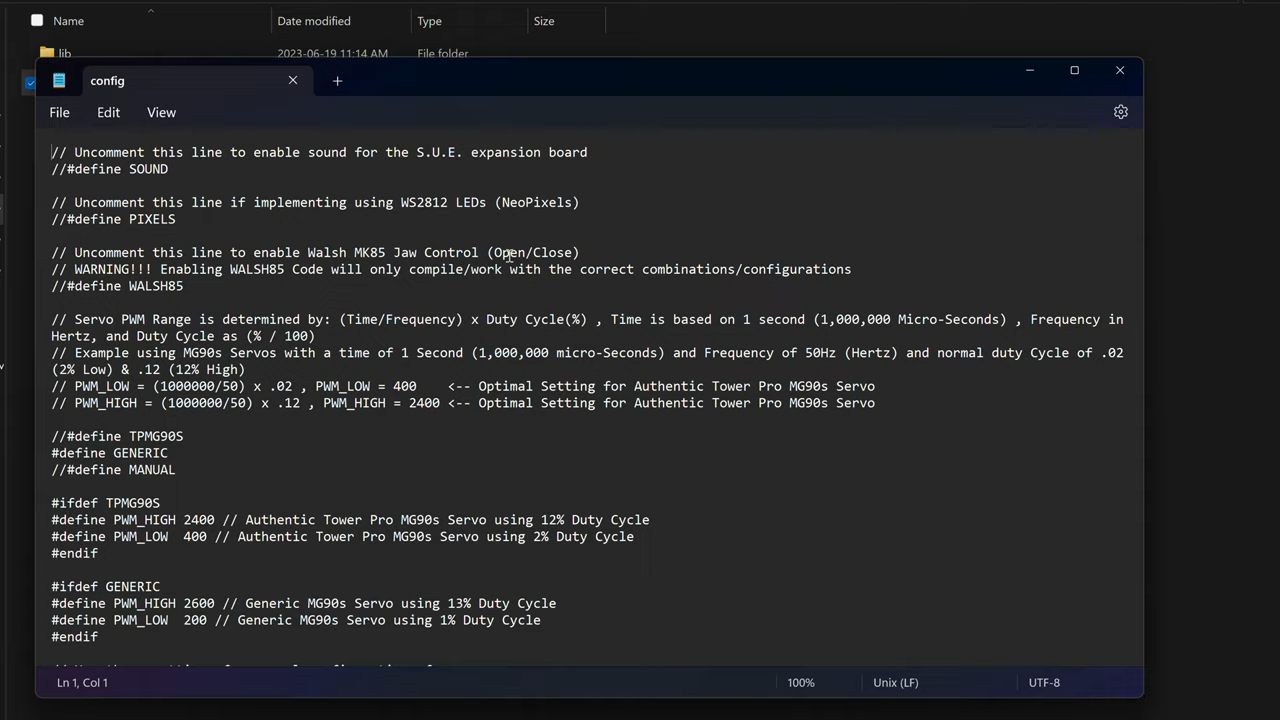 Name Date modified Type Size
lib 2023-06-19 11:14 AM File folder
config
File Edit View
// Uncomment this line to enable sound for the S.U.E. expansion board
//#define SOUND
// Uncomment this line if implementing using WS2812 LEDs (NeoPixels)
//#define PIXELS
// Uncomment this line to enable Walsh MK85 Jaw Control (Open/Close)
// WARNING!!! Enabling WALSH85 Code will only compile/work with the correct combinations/configurations
//#define WALSH85
// Servo PWM Range is determined by: (Time/Frequency) x Duty Cycle(%) , Time is based on 1 second (1,000,000 Micro-Seconds) , Frequency in
Hertz, and Duty Cycle as (% / 100)
// Example using MG90s Servos with a time of 1 Second (1,000,000 micro-Seconds) and Frequency of 50Hz (Hertz) and normal duty Cycle of .02
(2% Low) & .12 (12% High)
// PWM_LOW = (1000000/50) x .02 , PWM_LOW = 400    <-- Optimal Setting for Authentic Tower Pro MG90s Servo
// PWM_HIGH = (1000000/50) x .12 , PWM_HIGH = 2400 <-- Optimal Setting for Authentic Tower Pro MG90s Servo
//#define TPMG90S
#define GENERIC
//#define MANUAL
#ifdef TPMG90S
#define PWM_HIGH 2400 // Authentic Tower Pro MG90s Servo using 12% Duty Cycle
#define PWM_LOW  400 // Authentic Tower Pro MG90s Servo using 2% Duty Cycle
#endif
#ifdef GENERIC
#define PWM_HIGH 2600 // Generic MG90s Servo using 13% Duty Cycle
#define PWM_LOW  200 // Generic MG90s Servo using 1% Duty Cycle
#endif
Ln 1, Col 1 100% Unix (LF) UTF-8